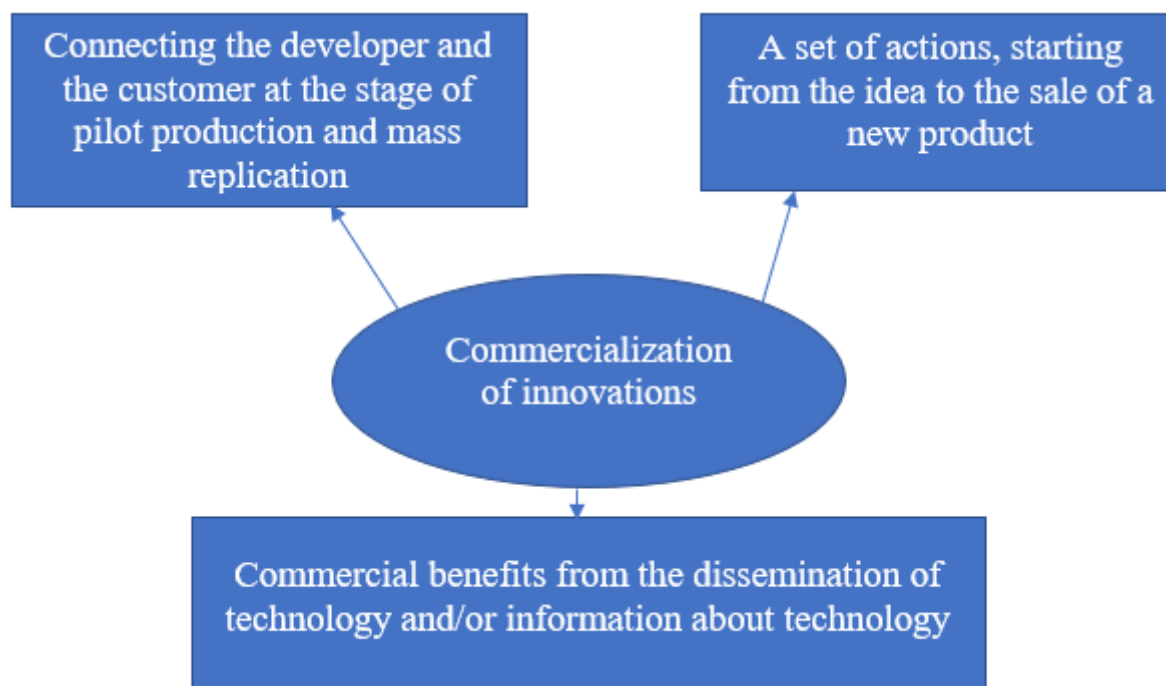 Connecting the developer and
the customer at the stage of
pilot production and mass
replication
A set of actions, starting
from the idea to the sale of a
new product
Commercialization
of innovations
Commercial benefits from the dissemination of
technology and/or information about technology